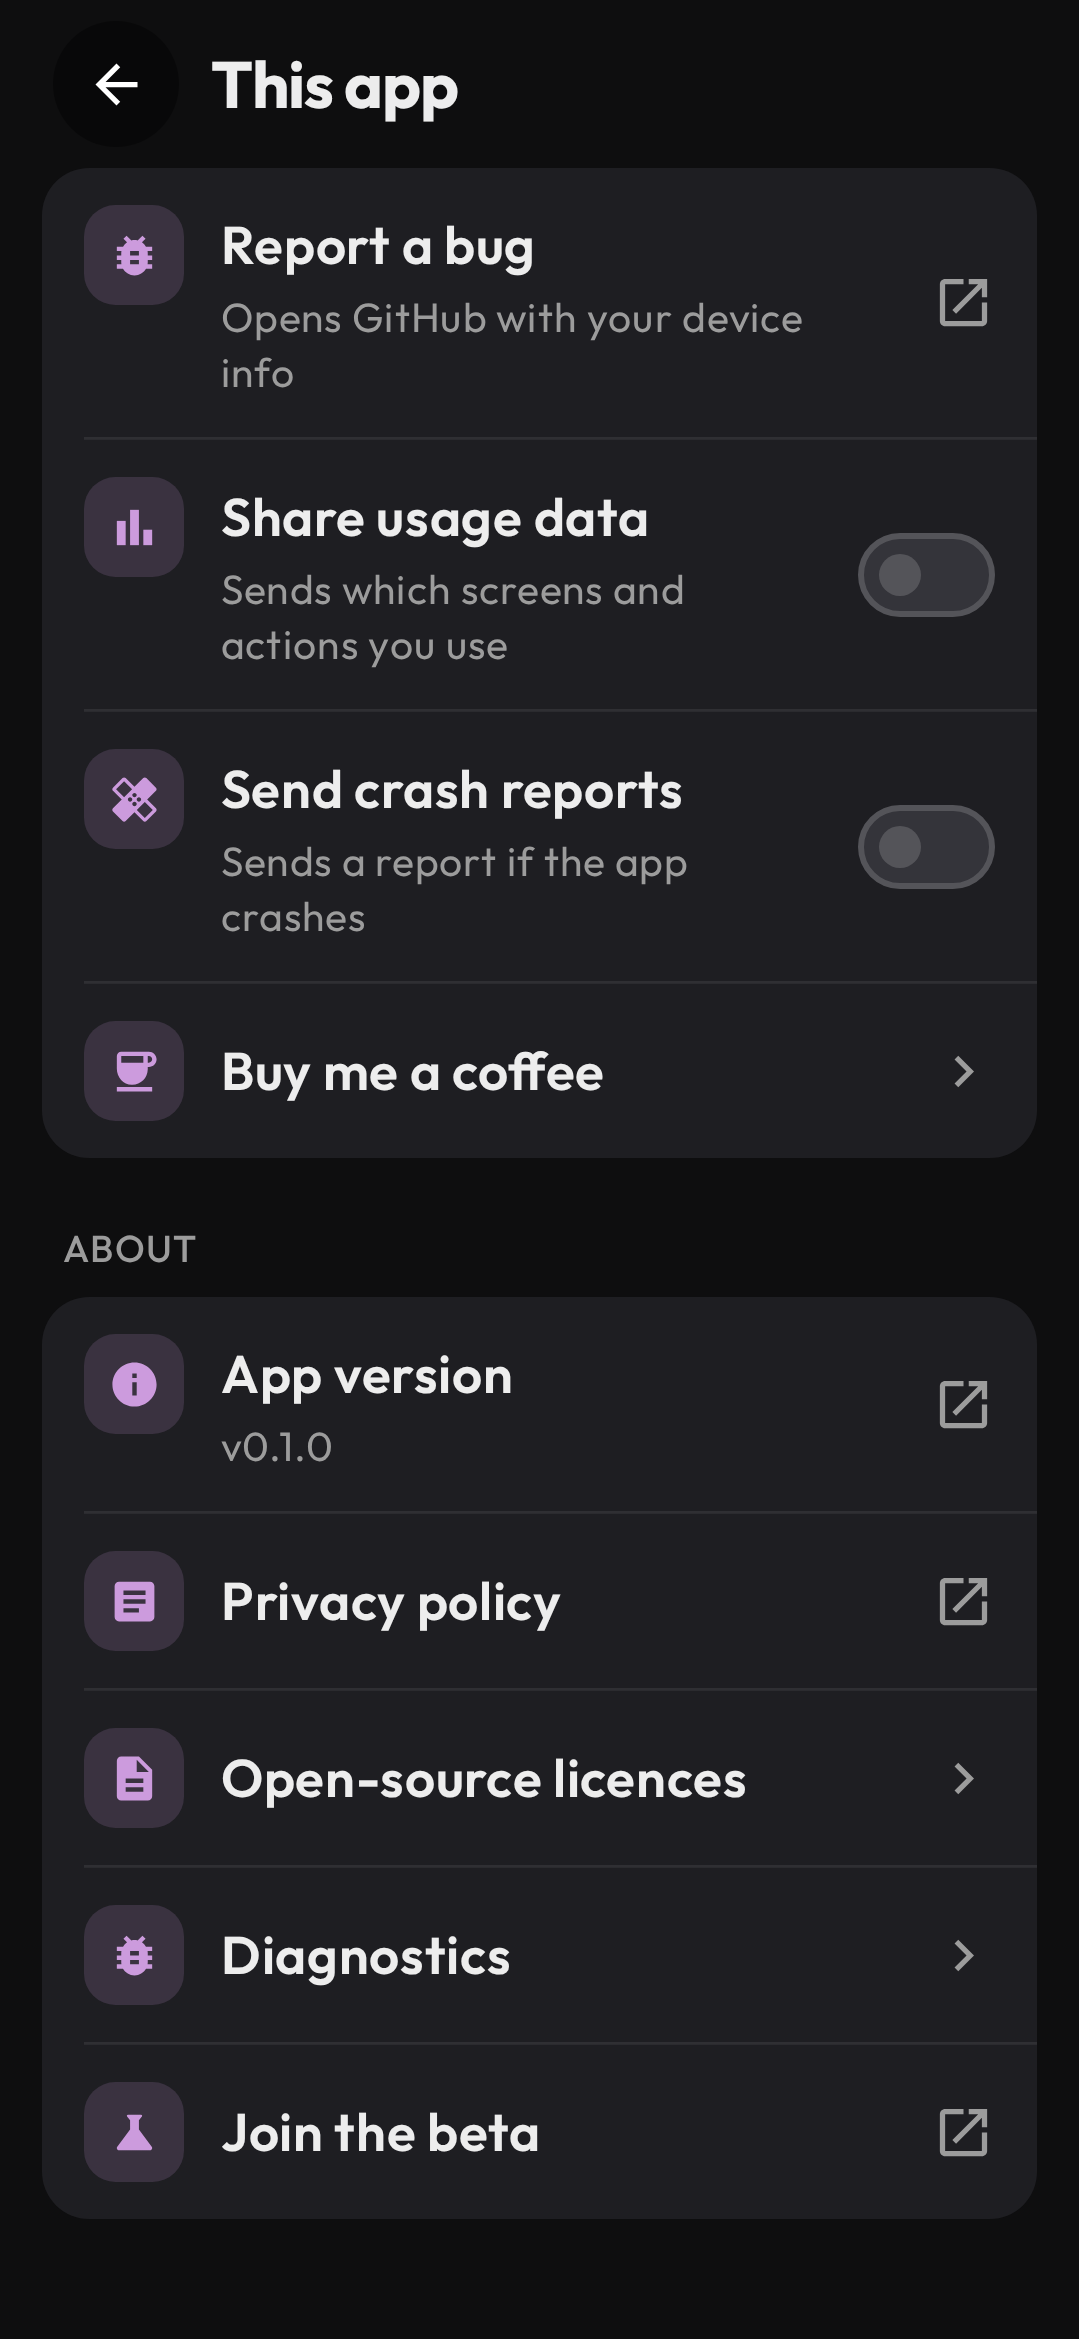 This app
Report a bug
Opens GitHub with your device
info
Share usage data
Sends which screens and
actions you use
Send crash reports
Sends a report if the app
crashes
Buy me a coffee
ABOUT
App version
v0.1.0
Privacy policy
Open-source licences
Diagnostics
Join the beta